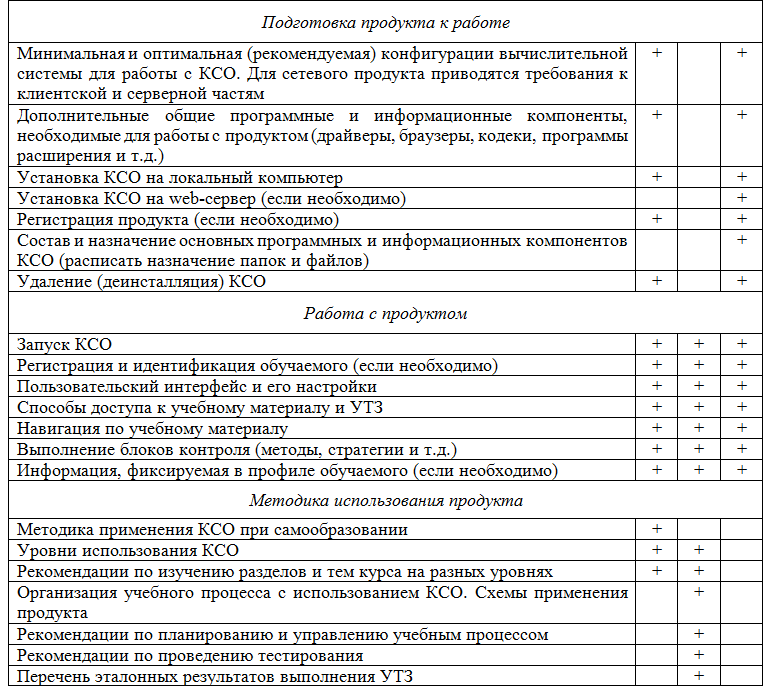 Подготовка продукта к работе
Минимальная и оптимальная (рекомендуемая) конфигурации вычислительной + +
системы для работы с КСО. Для сетевого продукта приводятся требования к
клиентской и серверной частям
Дополнительные общие программные и информационные компоненты, + +
необходимые для работы с продуктом (драйверы, браузеры, кодеки, программы
расширения и т.д.)
Установка КСО на локальный компьютер + +
Установка КСО на web-сервер (если необходимо) +
Регистрация продукта (если необходимо) + +
Состав и назначение основных программных и информационных компонентов +
КСО (расписать назначение папок и файлов)
Удаление (деинсталляция) КСО + +
Работа с продуктом
Запуск КСО + + +
Регистрация и идентификация обучаемого (если необходимо) + + +
Пользовательский интерфейс и его настройки + + +
Способы доступа к учебному материалу и УТЗ + + +
Навигация по учебному материалу + + +
Выполнение блоков контроля (методы, стратегии и т.д.) + + +
Информация, фиксируемая в профиле обучаемого (если необходимо) + + +
Методика использования продукта
Методика применения КСО при самообразовании +
Уровни использования КСО + +
Рекомендации по изучению разделов и тем курса на разных уровнях + +
Организация учебного процесса с использованием КСО. Схемы применения +
продукта
Рекомендации по планированию и управлению учебным процессом +
Рекомендации по проведению тестирования +
Перечень эталонных результатов выполнения УТЗ +